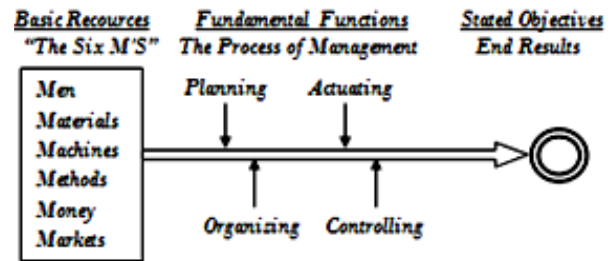 Basic Recources
"The Six M'S"
Fundamental Functions
The Process of Management
Stated Objectives
End Results
Men
Materials
Machines
Methods
Money
Markets
Planning
Actuating
Organizing
Controlling